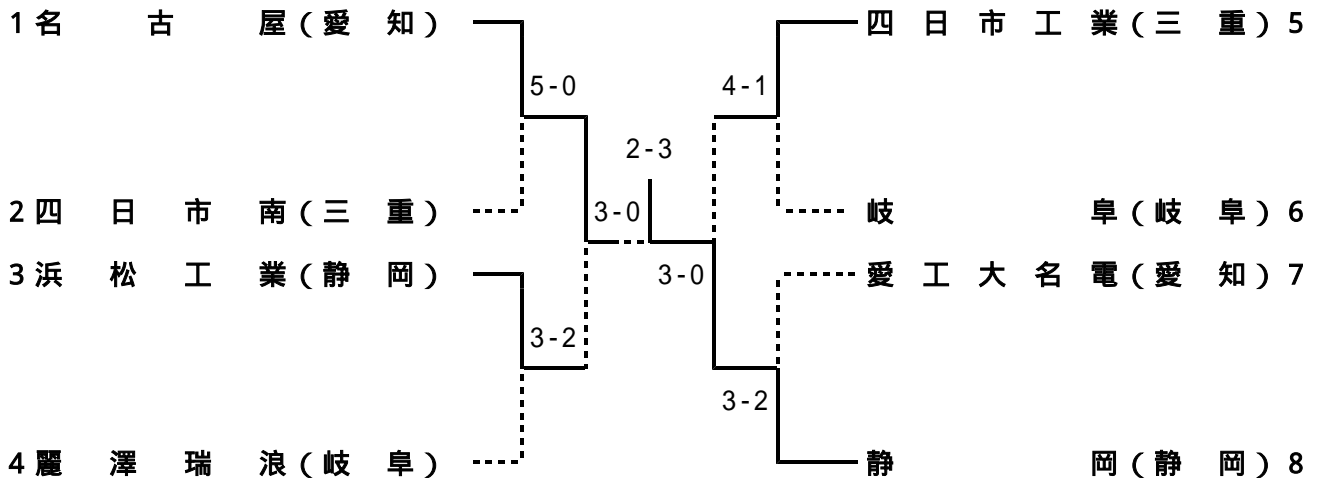 1 名古屋(愛知)
四日市工業(三重) 5
5-0
4-1
2-3
2 四日市南(三重)
3-0
岐阜(岐阜) 6
3 浜松工業(静岡)
3-0
愛工大名電(愛知) 7
3-2
3-2
4 麗澤瑞浪(岐阜)
静岡(静岡) 8